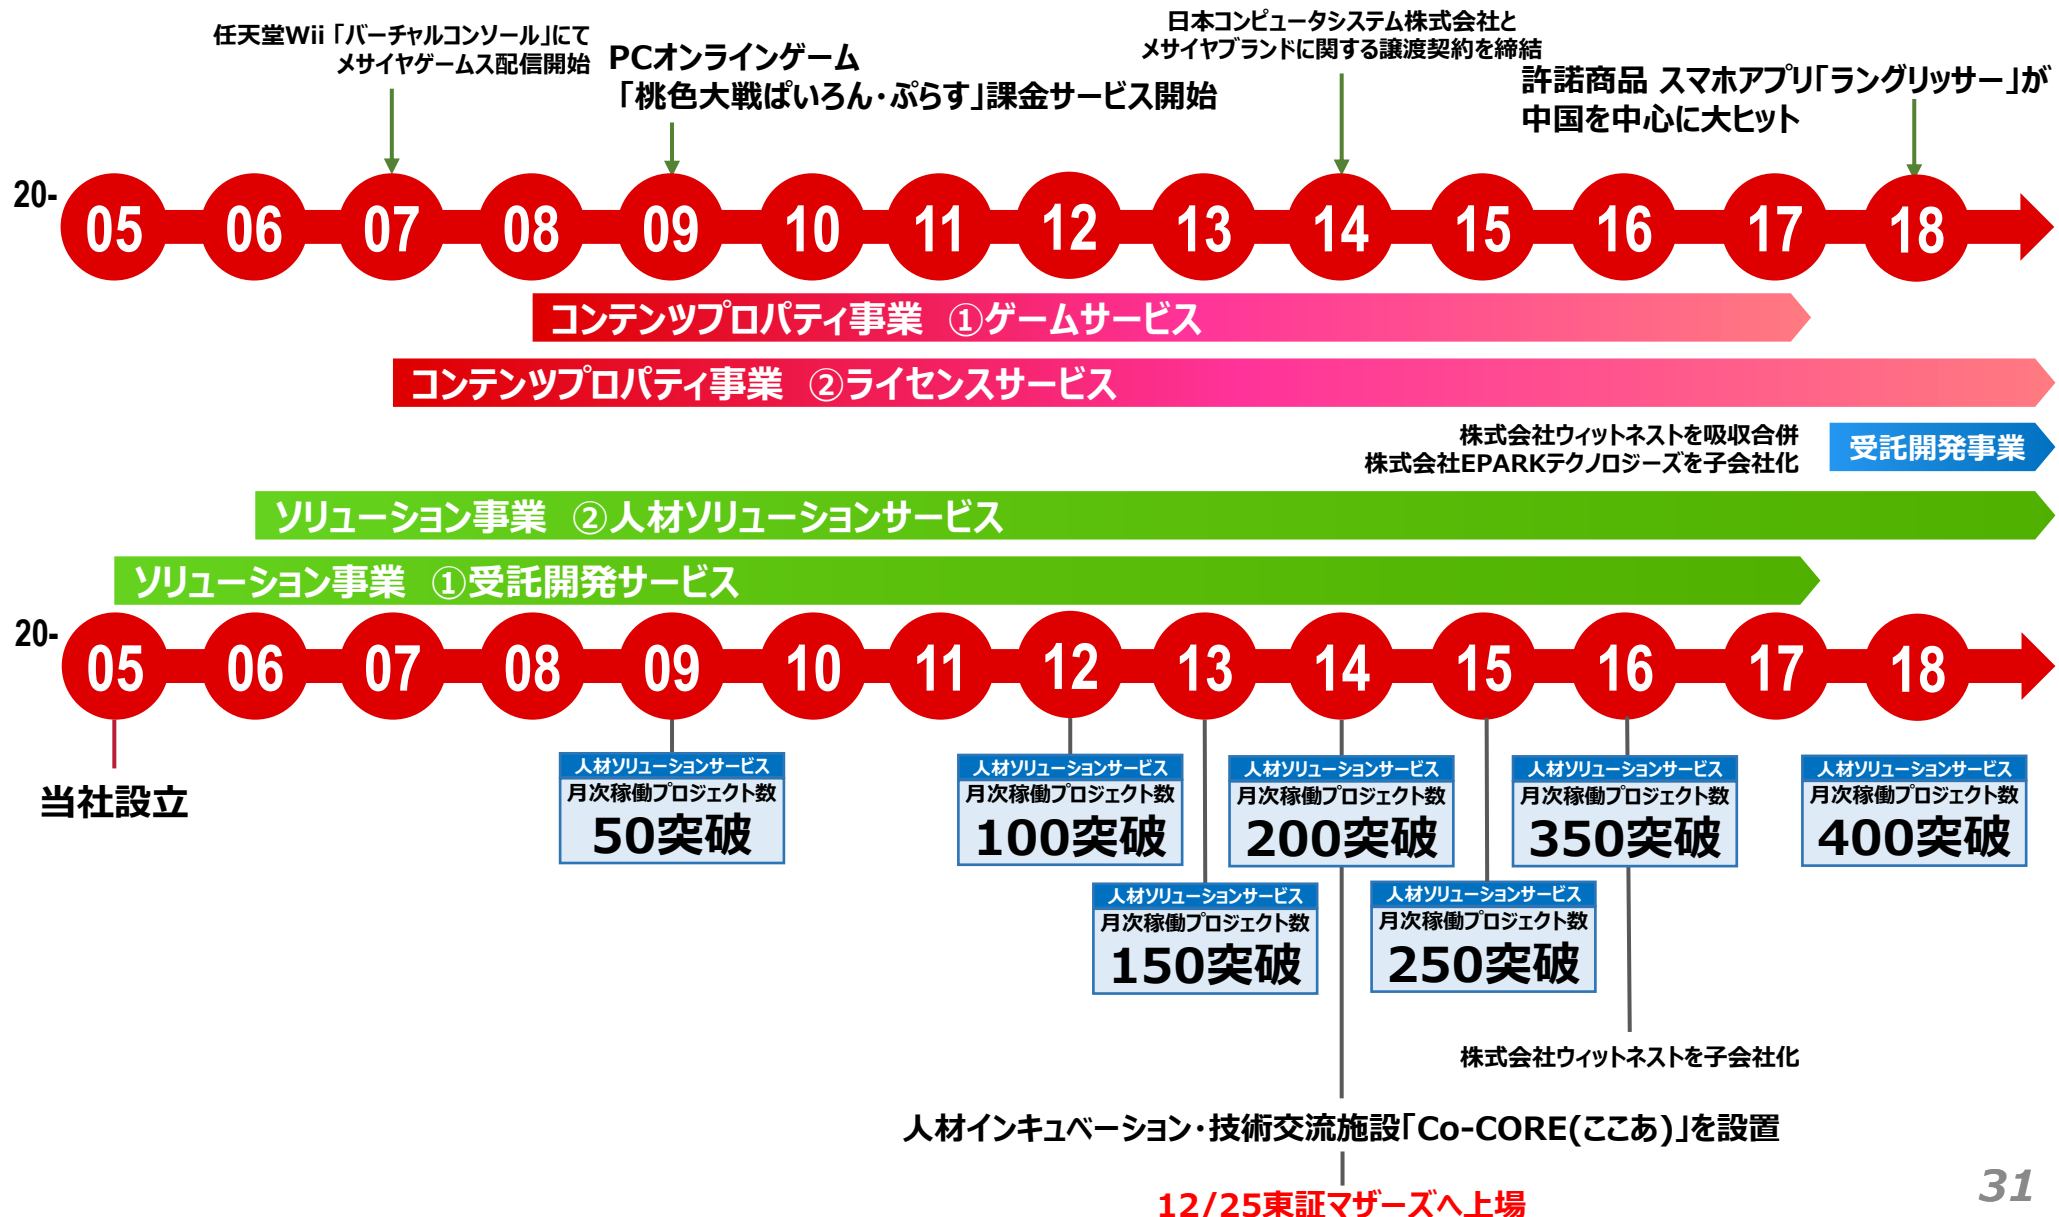 任天堂Wii「バーチャルコンソール」にて
メサイヤゲームス配信開始
PCオンラインゲーム
「桃色大戦ぱいろん・ぷらす」課金サービス開始
日本コンピュータシステム株式会社と
メサイヤブランドに関する譲渡契約を締結
許諾商品 スマホアプリ「ラングリッサー」が
中国を中心に大ヒット
20-
05 06 07 08 09 10 11 12 13 14 15 16 17 18
コンテンツプロパティ事業 ①ゲームサービス
コンテンツプロパティ事業 ②ライセンスサービス
株式会社ウィットネストを吸収合併
株式会社EPARKテクノロジーズを子会社化
受託開発事業
ソリューション事業 ②人材ソリューションサービス
ソリューション事業 ①受託開発サービス
20-
05 06 07 08 09 10 11 12 13 14 15 16 17 18
当社設立
人材ソリューションサービス
月次稼働プロジェクト数
50突破
人材ソリューションサービス
月次稼働プロジェクト数
100突破
人材ソリューションサービス
月次稼働プロジェクト数
150突破
人材ソリューションサービス
月次稼働プロジェクト数
200突破
人材ソリューションサービス
月次稼働プロジェクト数
250突破
人材ソリューションサービス
月次稼働プロジェクト数
350突破
人材ソリューションサービス
月次稼働プロジェクト数
400突破
株式会社ウィットネストを子会社化
人材インキュベーション・技術交流施設「Co-CORE(ここあ)」を設置
12/25東証マザーズへ上場
31